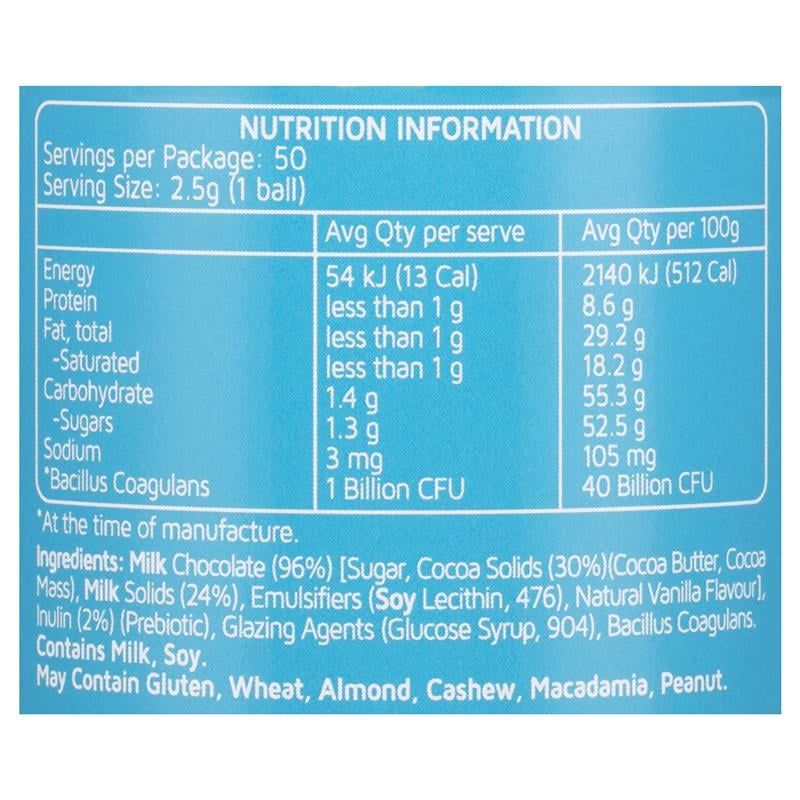 NUTRITION INFORMATION
Servings per Package: 50
Serving Size: 2.5g (1 ball)
Avg Qty per serve Avg Qty per 100g
Energy 54 kJ (13 Cal) 2140 kJ (512 Cal)
Protein less than 1 g 8.6 g
Fat, total less than 1 g 29.2 g
-Saturated less than 1 g 18.2 g
Carbohydrate 1.4 g 55.3 g
-Sugars 1.3 g 52.5 g
Sodium 3 mg 105 mg
*Bacillus Coagulans 1 Billion CFU 40 Billion CFU
*At the time of manufacture.
Ingredients: Milk Chocolate (96%) [Sugar, Cocoa Solids (30%)(Cocoa Butter, Cocoa
Mass), Milk Solids (24%), Emulsifiers (Soy Lecithin, 476), Natural Vanilla Flavour],
Inulin (2%) (Prebiotic), Glazing Agents (Glucose Syrup, 904), Bacillus Coagulans.
Contains Milk, Soy.
May Contain Gluten, Wheat, Almond, Cashew, Macadamia, Peanut.